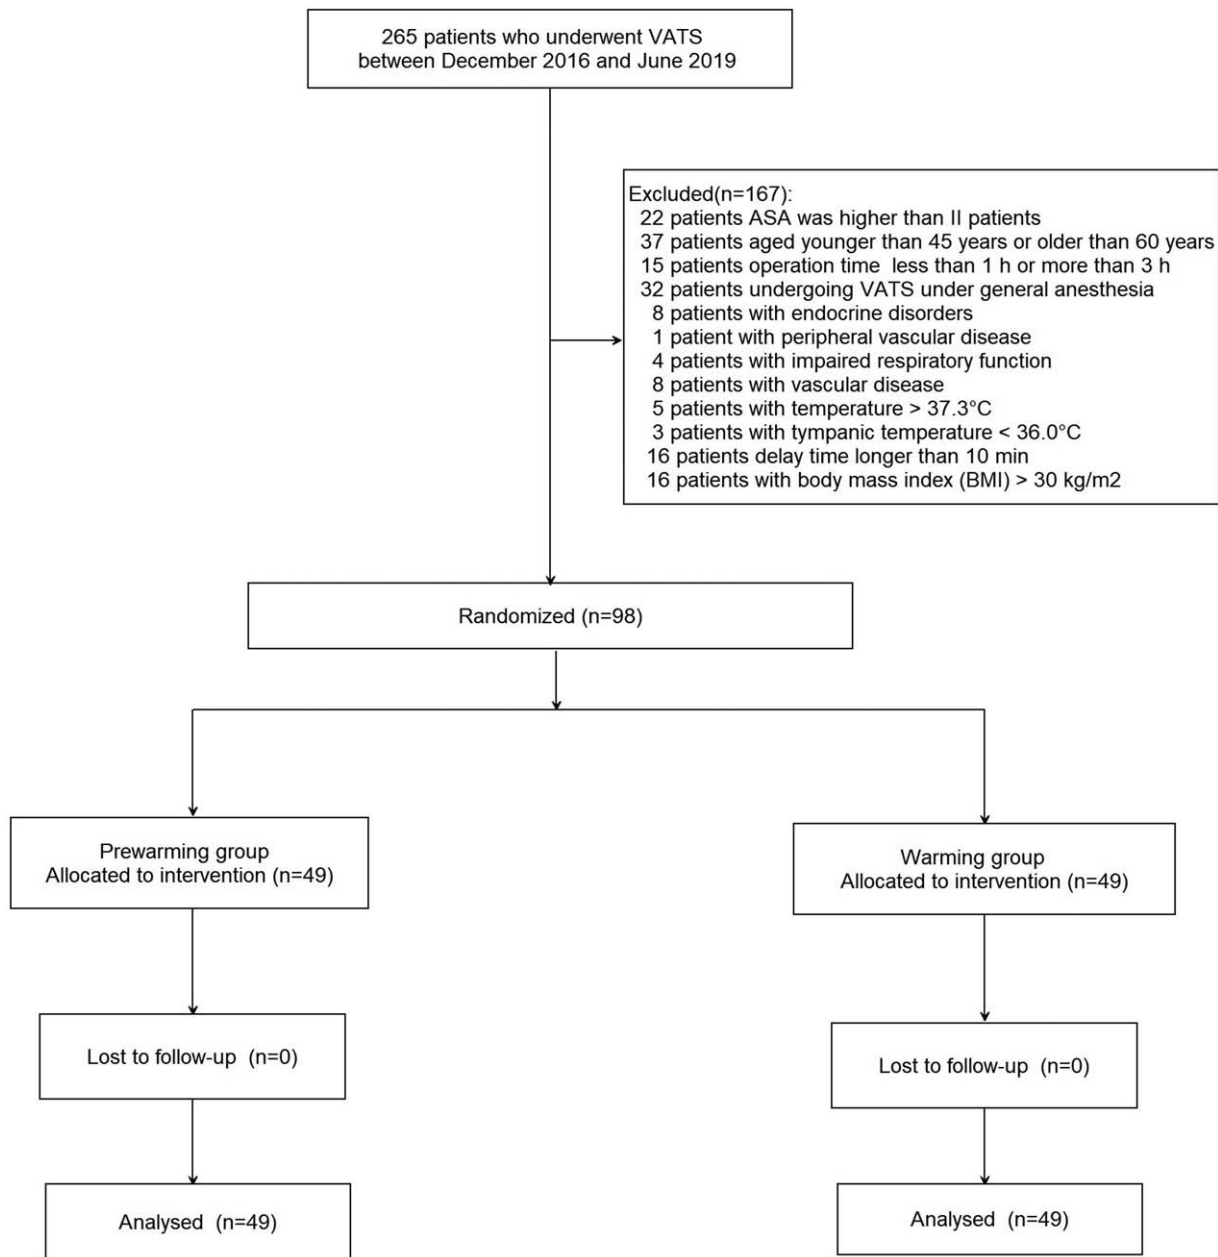 265 patients who underwent VATS
between December 2016 and June 2019
Excluded(n=167):
22 patients ASA was higher than II patients
37 patients aged younger than 45 years or older than 60 years
15 patients operation time less than 1 h or more than 3 h
32 patients undergoing VATS under general anesthesia
8 patients with endocrine disorders
1 patient with peripheral vascular disease
4 patients with impaired respiratory function
8 patients with vascular disease
5 patients with temperature > 37.3°C
3 patients with tympanic temperature < 36.0°C
16 patients delay time longer than 10 min
16 patients with body mass index (BMI) > 30 kg/m2
Randomized (n=98)
Prewarming group
Allocated to intervention (n=49)
Warming group
Allocated to intervention (n=49)
Lost to follow-up (n=0)
Lost to follow-up (n=0)
Analysed (n=49)
Analysed (n=49)